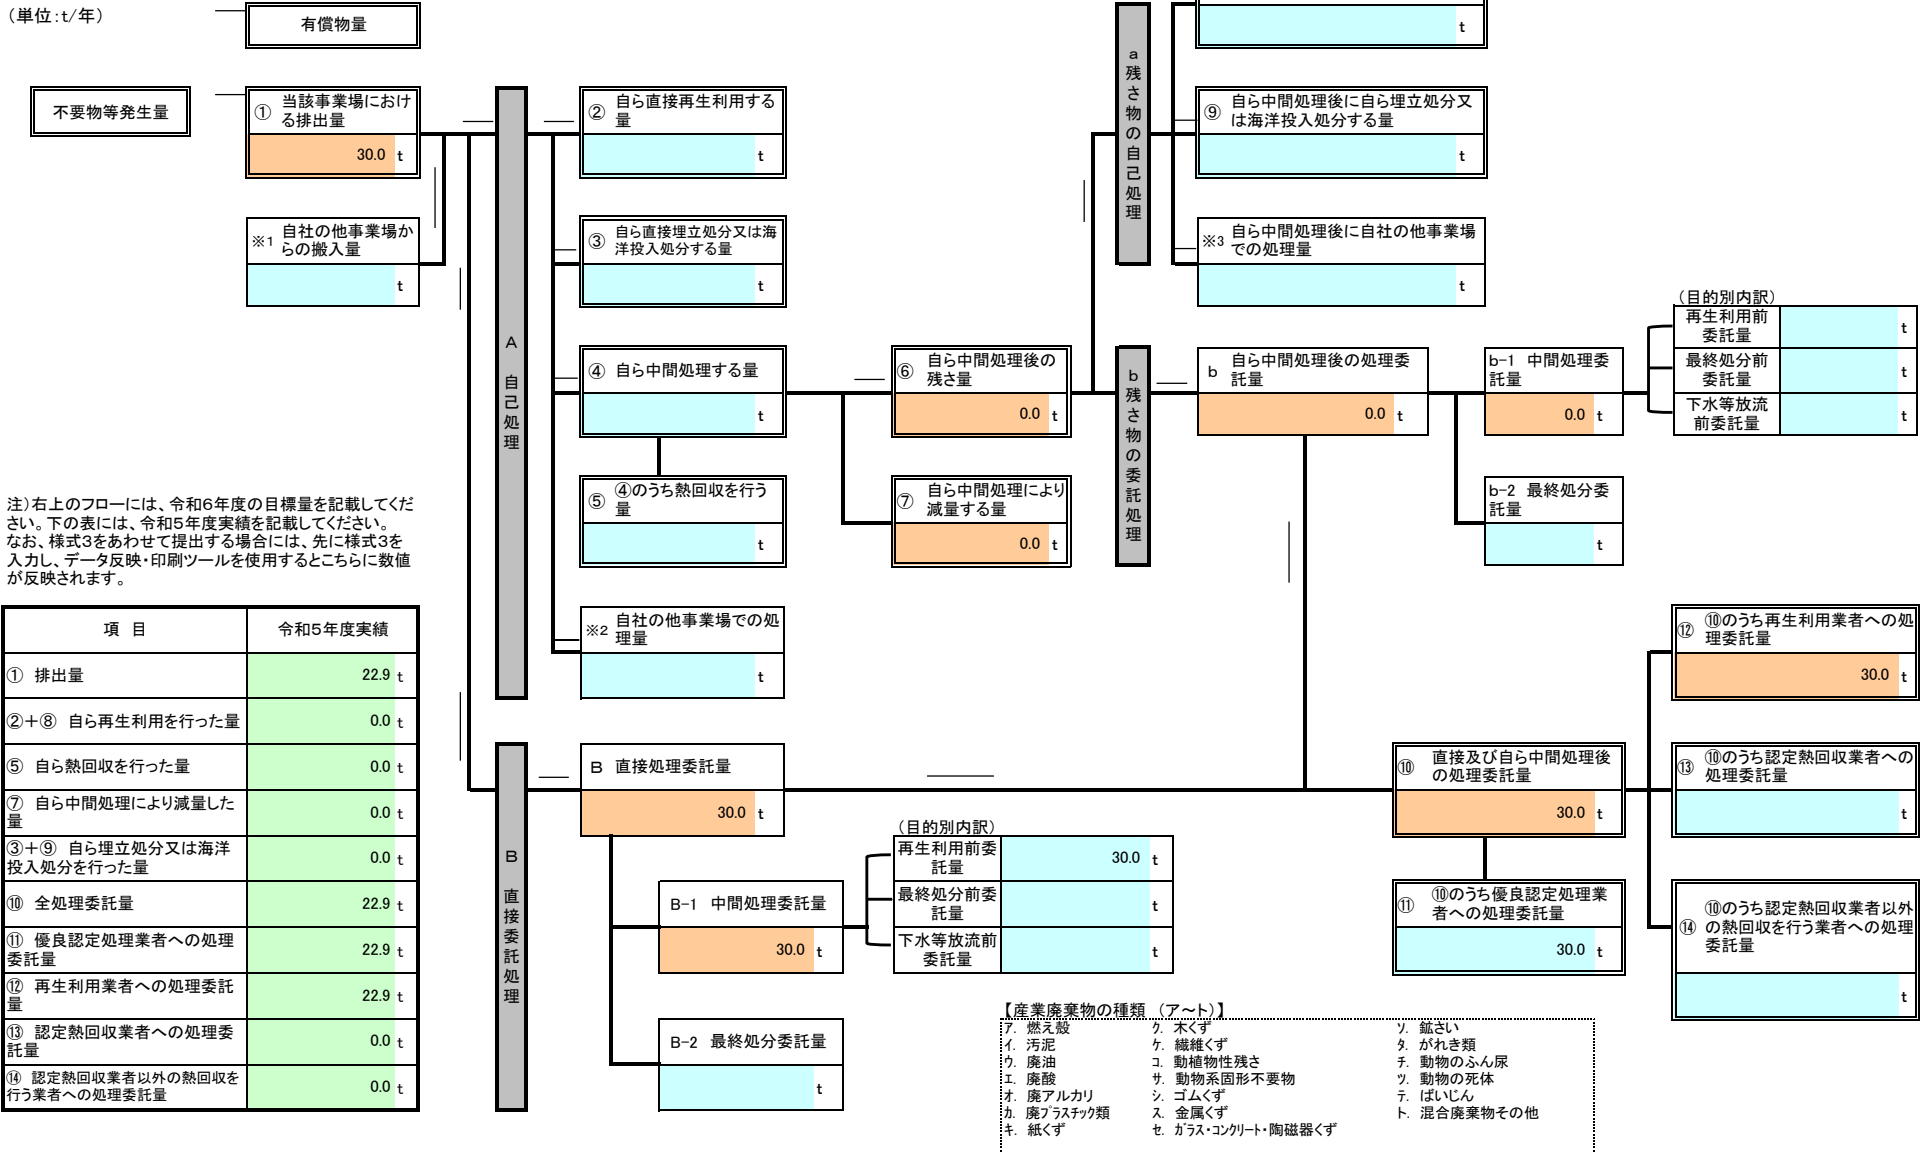 （単位：t/年）
有償物量
t
不要物等発生量
① 当該事業場におけ
る排出量
30.0 t
※1 自社の他事業場か
らの搬入量
t
A 自己処理
② 自ら直接再生利用する
量
t
③ 自ら直接埋立処分又は海
洋投入処分する量
t
④ 自ら中間処理する量
t
⑤ ④のうち熱回収を行う
量
t
※2 自社の他事業場での処
理量
t
⑥ 自ら中間処理後の
残さ量
0.0 t
⑦ 自ら中間処理により
減量する量
0.0 t
a残さ物の自己処理
⑨ 自ら中間処理後に自ら埋立処分又
は海洋投入処分する量
t
※3 自ら中間処理後に自社の他事業場
での処理量
t
b残さ物の委託処理
b 自ら中間処理後の処理委
託量
0.0 t
b-1 中間処理委
託量
0.0 t
（目的別内訳）
再生利用前
委託量
t
最終処分前
委託量
t
下水等放流
前委託量
t
b-2 最終処分委
託量
t
注）右上のフローには、令和６年度の目標量を記載してくだ
さい。下の表には、令和５年度実績を記載してください。
なお、様式３をあわせて提出する場合には、先に様式３を
入力し、データ反映・印刷ツールを使用するとこちらに数値
が反映されます。
項 目 令和５年度実績
① 排出量 22.9 t
②＋⑧ 自ら再生利用を行った量 0.0 t
⑤ 自ら熱回収を行った量 0.0 t
⑦ 自ら中間処理により減量した
量 0.0 t
③＋⑨ 自ら埋立処分又は海洋
投入処分を行った量 0.0 t
⑩ 全処理委託量 22.9 t
⑪ 優良認定処理業者への処理
委託量 22.9 t
⑫ 再生利用業者への処理委託
量 22.9 t
⑬ 認定熱回収業者への処理委
託量 0.0 t
⑭ 認定熱回収業者以外の熱回収を
行う業者への処理委託量 0.0 t
B 直接委託処理
B 直接処理委託量
30.0 t
B-1 中間処理委託量
30.0 t
（目的別内訳）
再生利用前委
託量
30.0 t
最終処分前委
託量
t
下水等放流前
委託量
t
B-2 最終処分委託量
t
⑩ 直接及び自ら中間処理後
の処理委託量
30.0 t
⑪ ⑩のうち優良認定処理業
者への処理委託量
30.0 t
⑫ ⑩のうち再生利用業者への処
理委託量
30.0 t
⑬ ⑩のうち認定熱回収業者への
処理委託量
t
⑭ ⑩のうち認定熱回収業者以外
の熱回収を行う業者への処理
委託量
t
【産業廃棄物の種類 （ア～ト）】
ア. 燃え殻 ク. 木くず ソ. 鉱さい
イ. 汚泥 ケ. 繊維くず タ. がれき類
ウ. 廃油 コ. 動植物性残さ チ. 動物のふん尿
エ. 廃酸 サ. 動物系固形不要物 ツ. 動物の死体
オ. 廃アルカリ シ. ゴムくず テ. ばいじん
カ. 廃プラスチック類 ス. 金属くず ト. 混合廃棄物その他
キ. 紙くず セ. ガラス・コンクリート・陶磁器くず